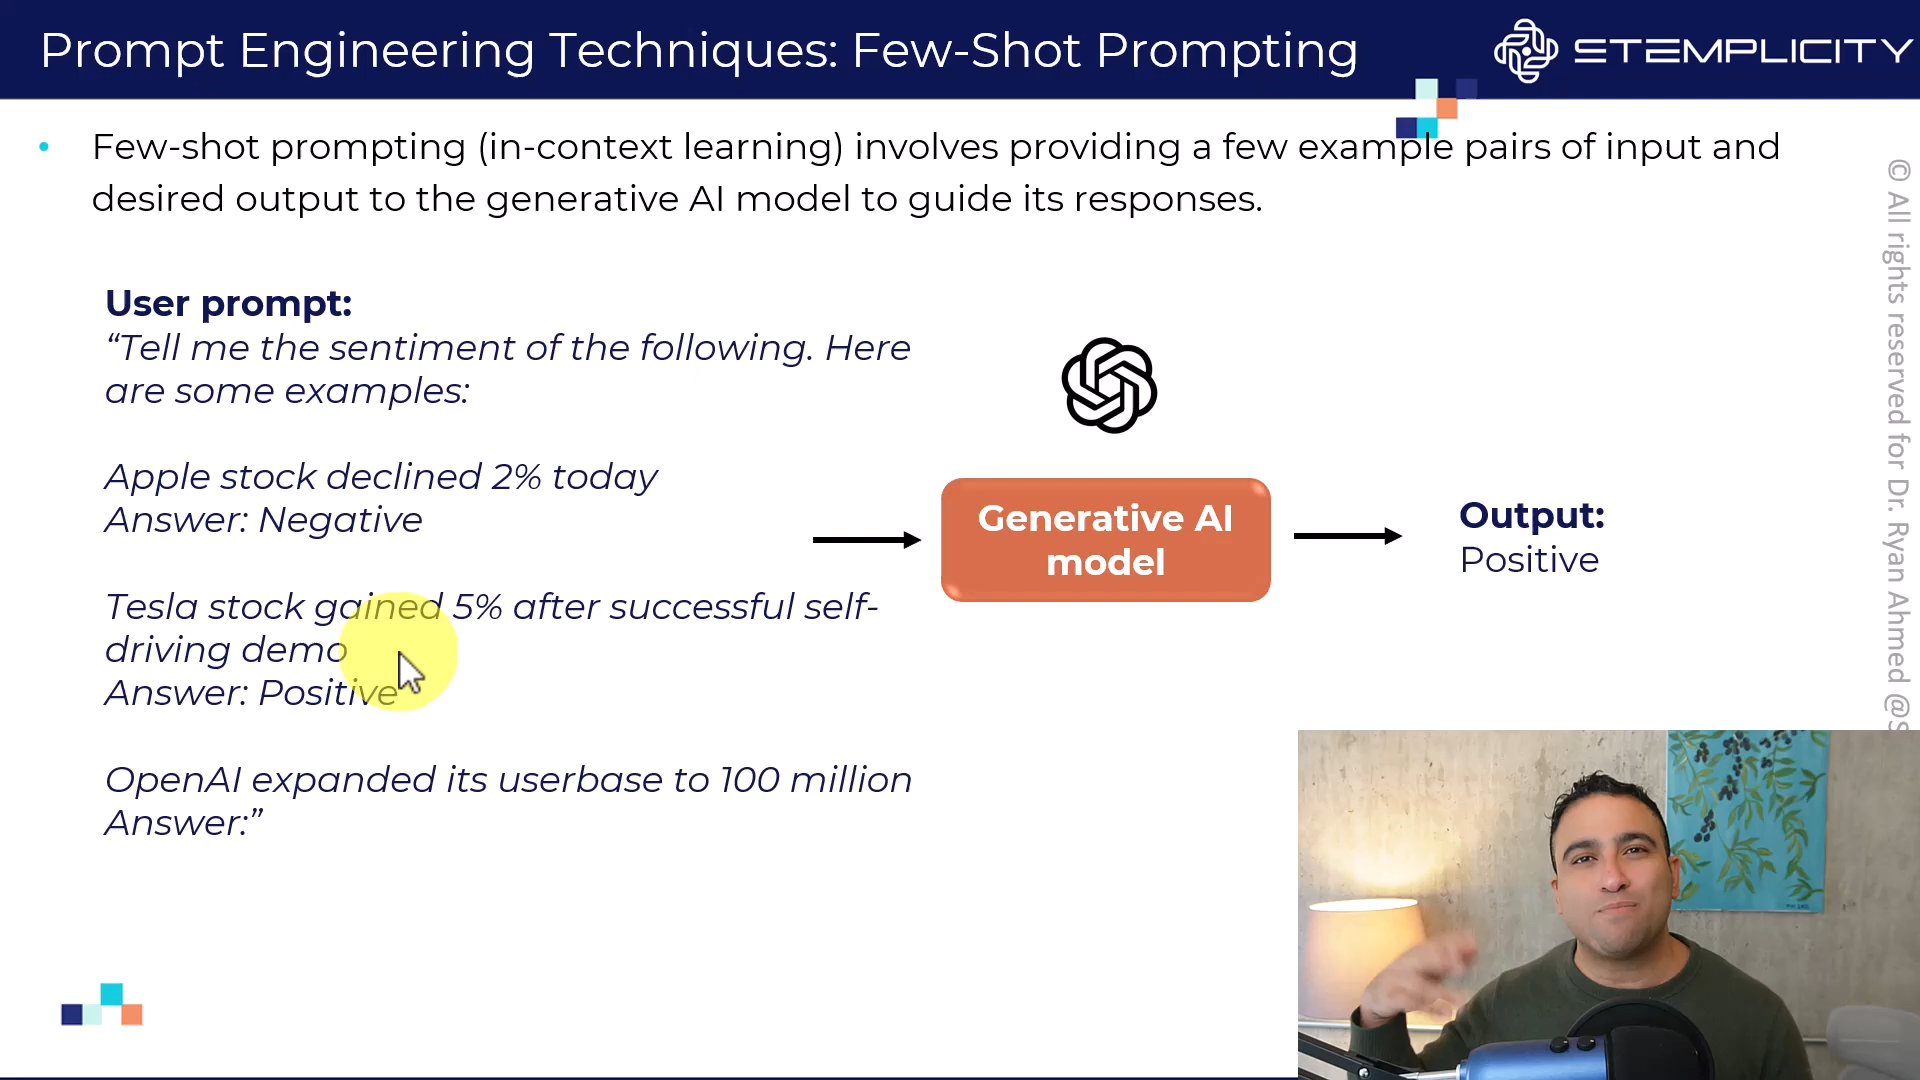 Prompt Engineering Techniques: Few-Shot Prompting
STEMPLICITY
• Few-shot prompting (in-context learning) involves providing a few example pairs of input and
desired output to the generative AI model to guide its responses.
User prompt:
“Tell me the sentiment of the following. Here
are some examples:
Apple stock declined 2% today
Answer: Negative
Tesla stock gained 5% after successful self-
driving demo
Answer: Positive
OpenAI expanded its userbase to 100 million
Answer:”
Generative AI
model
Output:
Positive
© All rights reserved for Dr. Ryan Ahmed